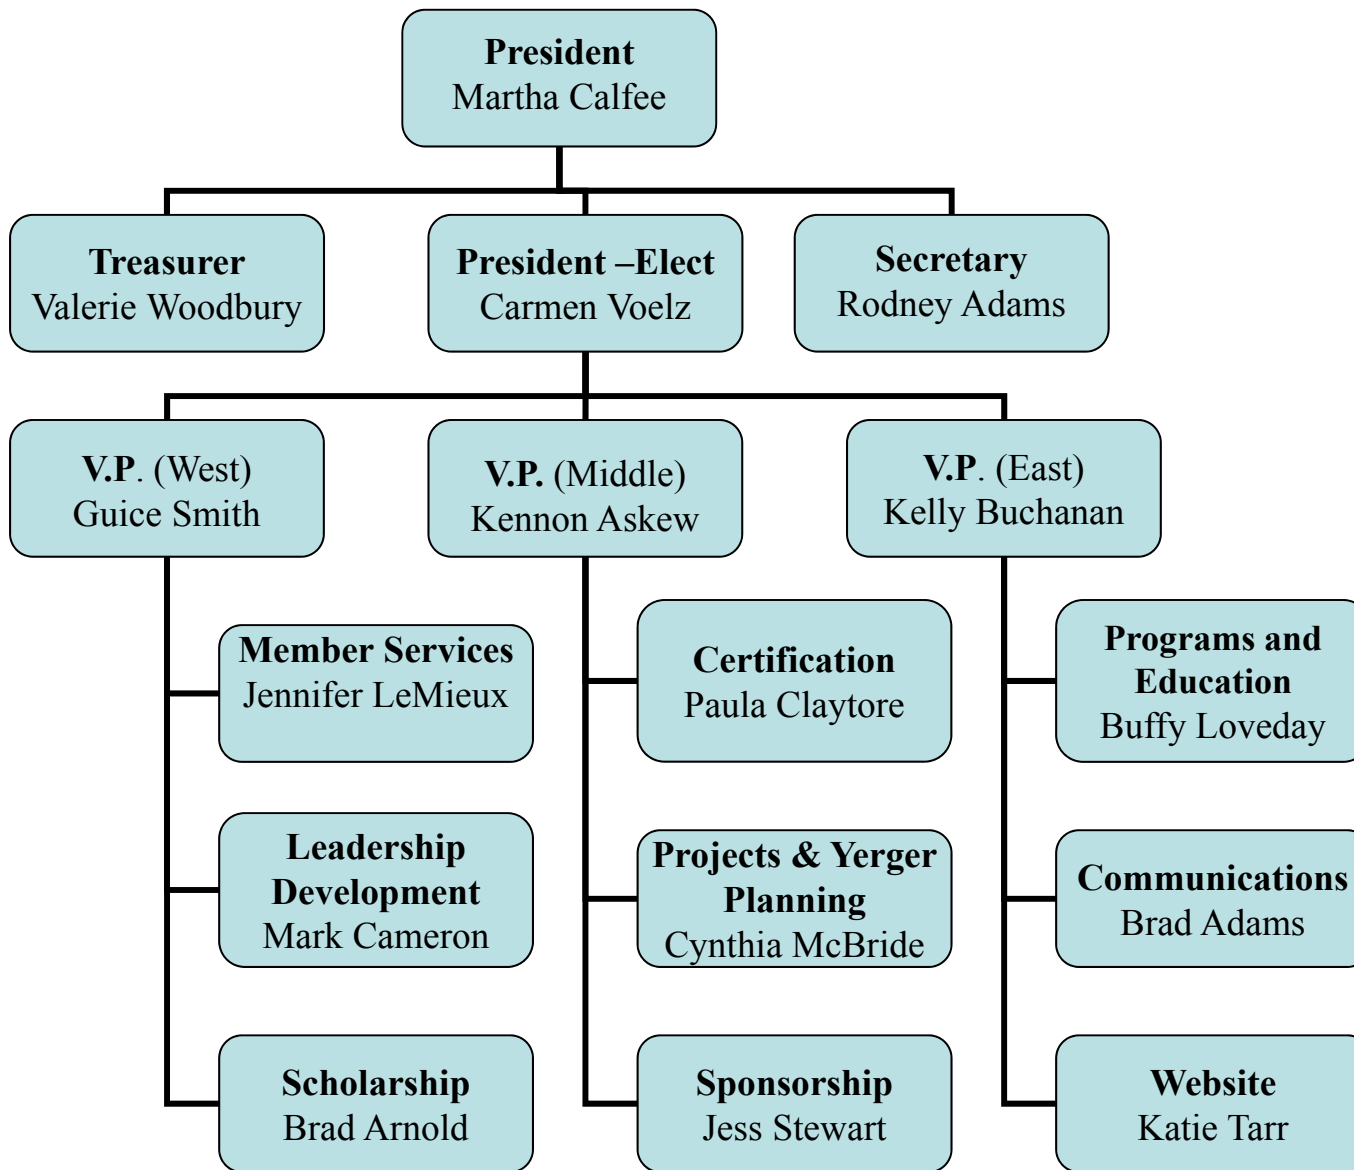 President
Martha Calfee
Treasurer
Valerie Woodbury
President –Elect
Carmen Voelz
Secretary
Rodney Adams
V.P. (West)
Guice Smith
V.P. (Middle)
Kennon Askew
V.P. (East)
Kelly Buchanan
Member Services
Jennifer LeMieux
Certification
Paula Claytore
Programs and
Education
Buffy Loveday
Leadership
Development
Mark Cameron
Projects & Yerger
Planning
Cynthia McBride
Communications
Brad Adams
Scholarship
Brad Arnold
Sponsorship
Jess Stewart
Website
Katie Tarr